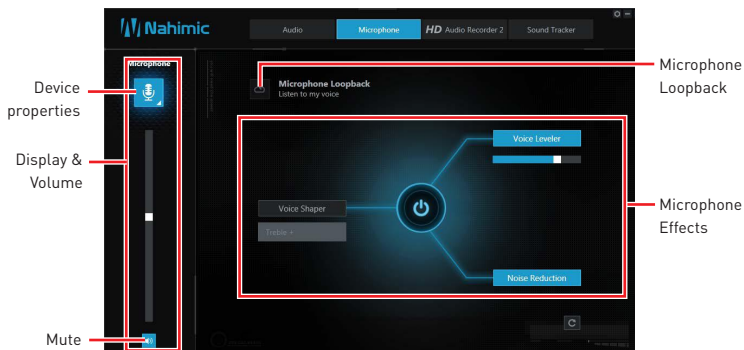 Nahimic
Audio
Microphone
HD Audio Recorder 2
Sound Tracker
Microphone
Microphone Loopback
Listen to my voice
Device
properties
Display &
Volume
Mute
Voice Leveler
Voice Shaper
Treble +
Noise Reduction
Microphone
Loopback
Microphone
Effects